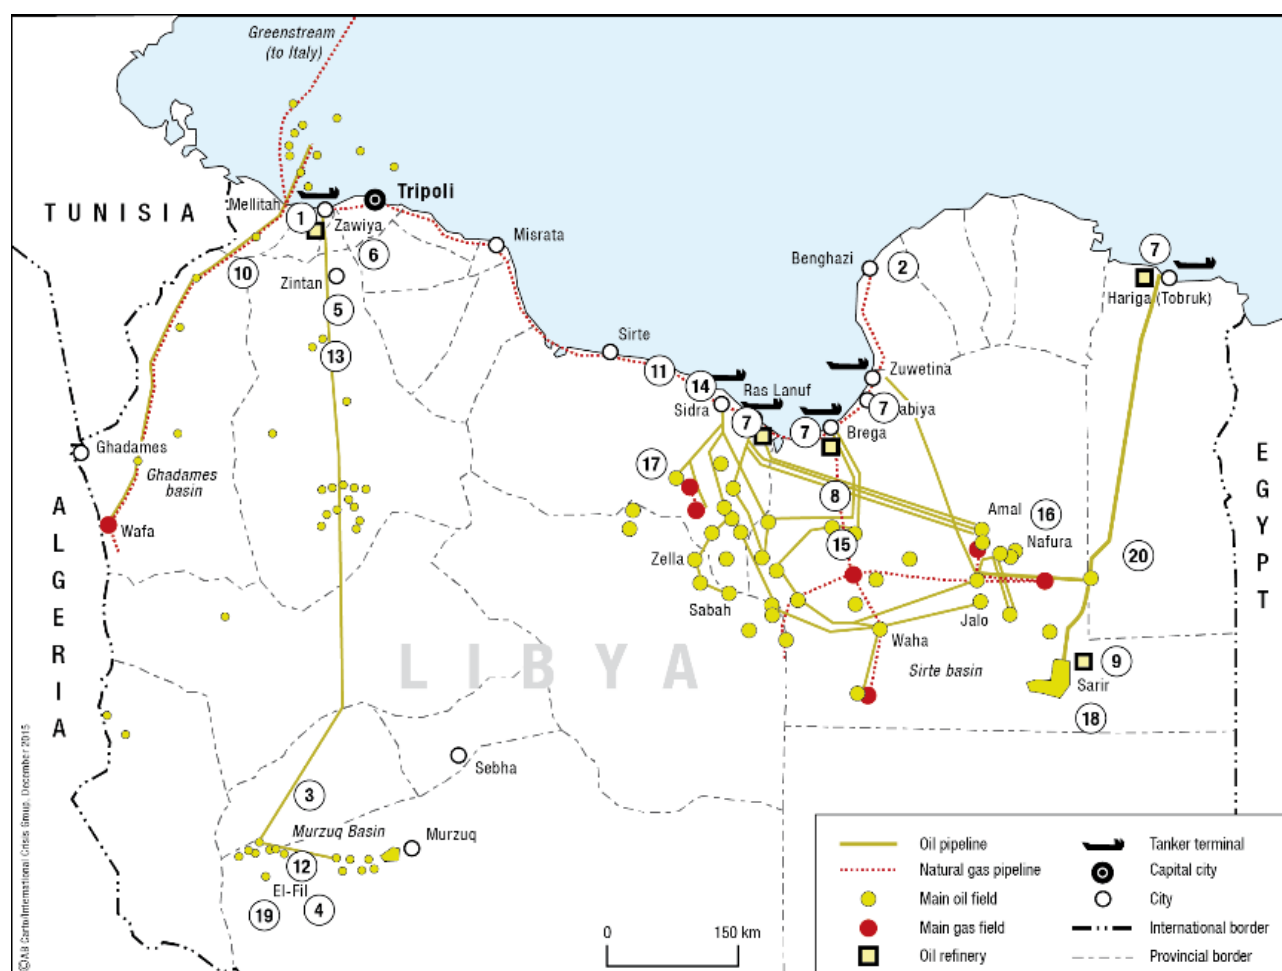 Greenstream
(to Italy)
TUNISIA
Mellitah
Tripoli
1
Zawiya
6
Misrata
10
Zintan
5
13
Benghazi
2
7
Hariga (Tobruk)
Sirte
11
14
Ras Lanuf
Zuwetina
Sidra
7
7
Brega
7
abiya
Ghadames
Ghadames
basin
17
8
Amal
16
Nafura
EGYPT
ALGERIA
Wafa
15
20
Zella
Sabah
Jalo
LIBYA
Waha
Sirte basin
9
Sarir
18
Sebha
3
Murzuq Basin
Murzuq
12
El-Fil
19
4
0
150 km
Oil pipeline
Natural gas pipeline
Main oil field
Main gas field
Oil refinery
Tanker terminal
Capital city
City
International border
Provincial border
©AB Carto/International Crisis Group, December 2015